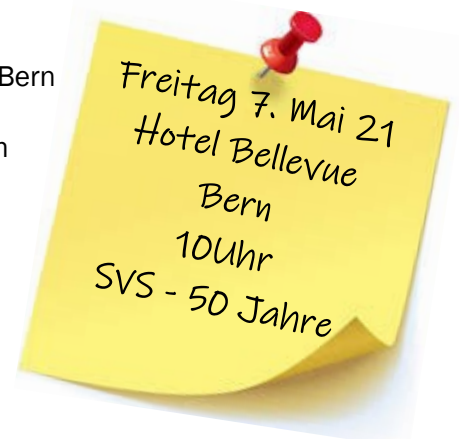 Bern
n
Freitag 7. Mai 21
Hotel Bellevue
Bern
10Uhr
SVS - 50 Jahre